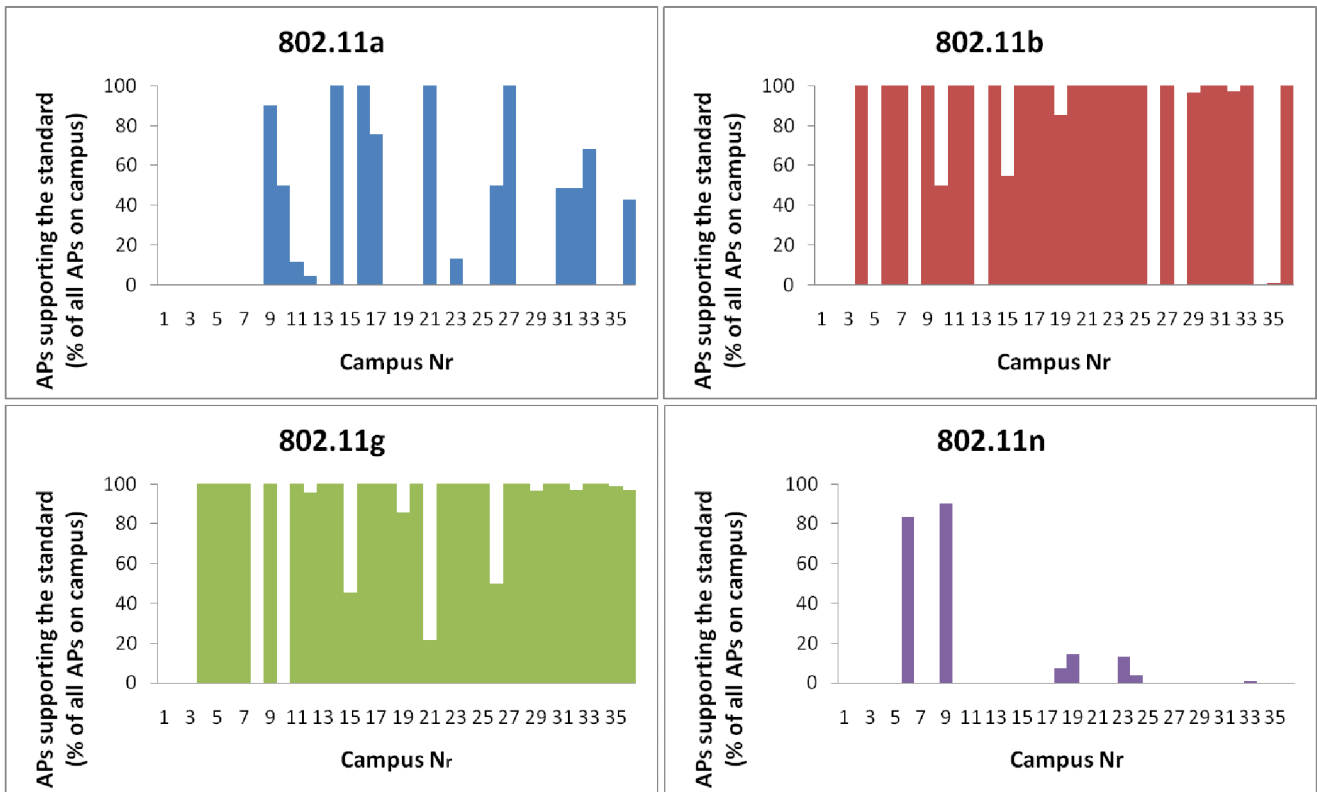 802.11a
APs supporting the standard
(% of all APs on campus)
100
80
60
40
20
0
1 3 5 7 9 11 13 15 17 19 21 23 25 27 29 31 33 35
Campus Nr
802.11b
APs supporting the standard
(% of all APs on campus)
100
80
60
40
20
0
1 3 5 7 9 11 13 15 17 19 21 23 25 27 29 31 33 35
Campus Nr
802.11g
APs supporting the standard
(% of all APs on campus)
100
80
60
40
20
0
1 3 5 7 9 11 13 15 17 19 21 23 25 27 29 31 33 35
Campus Nr
802.11n
APs supporting the standard
(% of all APs on campus)
100
80
60
40
20
0
1 3 5 7 9 11 13 15 17 19 21 23 25 27 29 31 33 35
Campus Nr